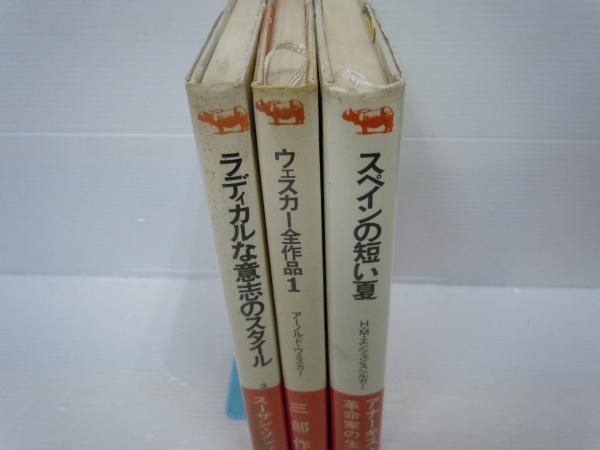 ラディカルな意志のスタイル
ス
スーザン・ソン
ウェスカー全作品1
アーノルド・ウェスカー
三部作
スペインの短い夏
H・M・エンツェンスベルガー
アナーキスト
革命家の生